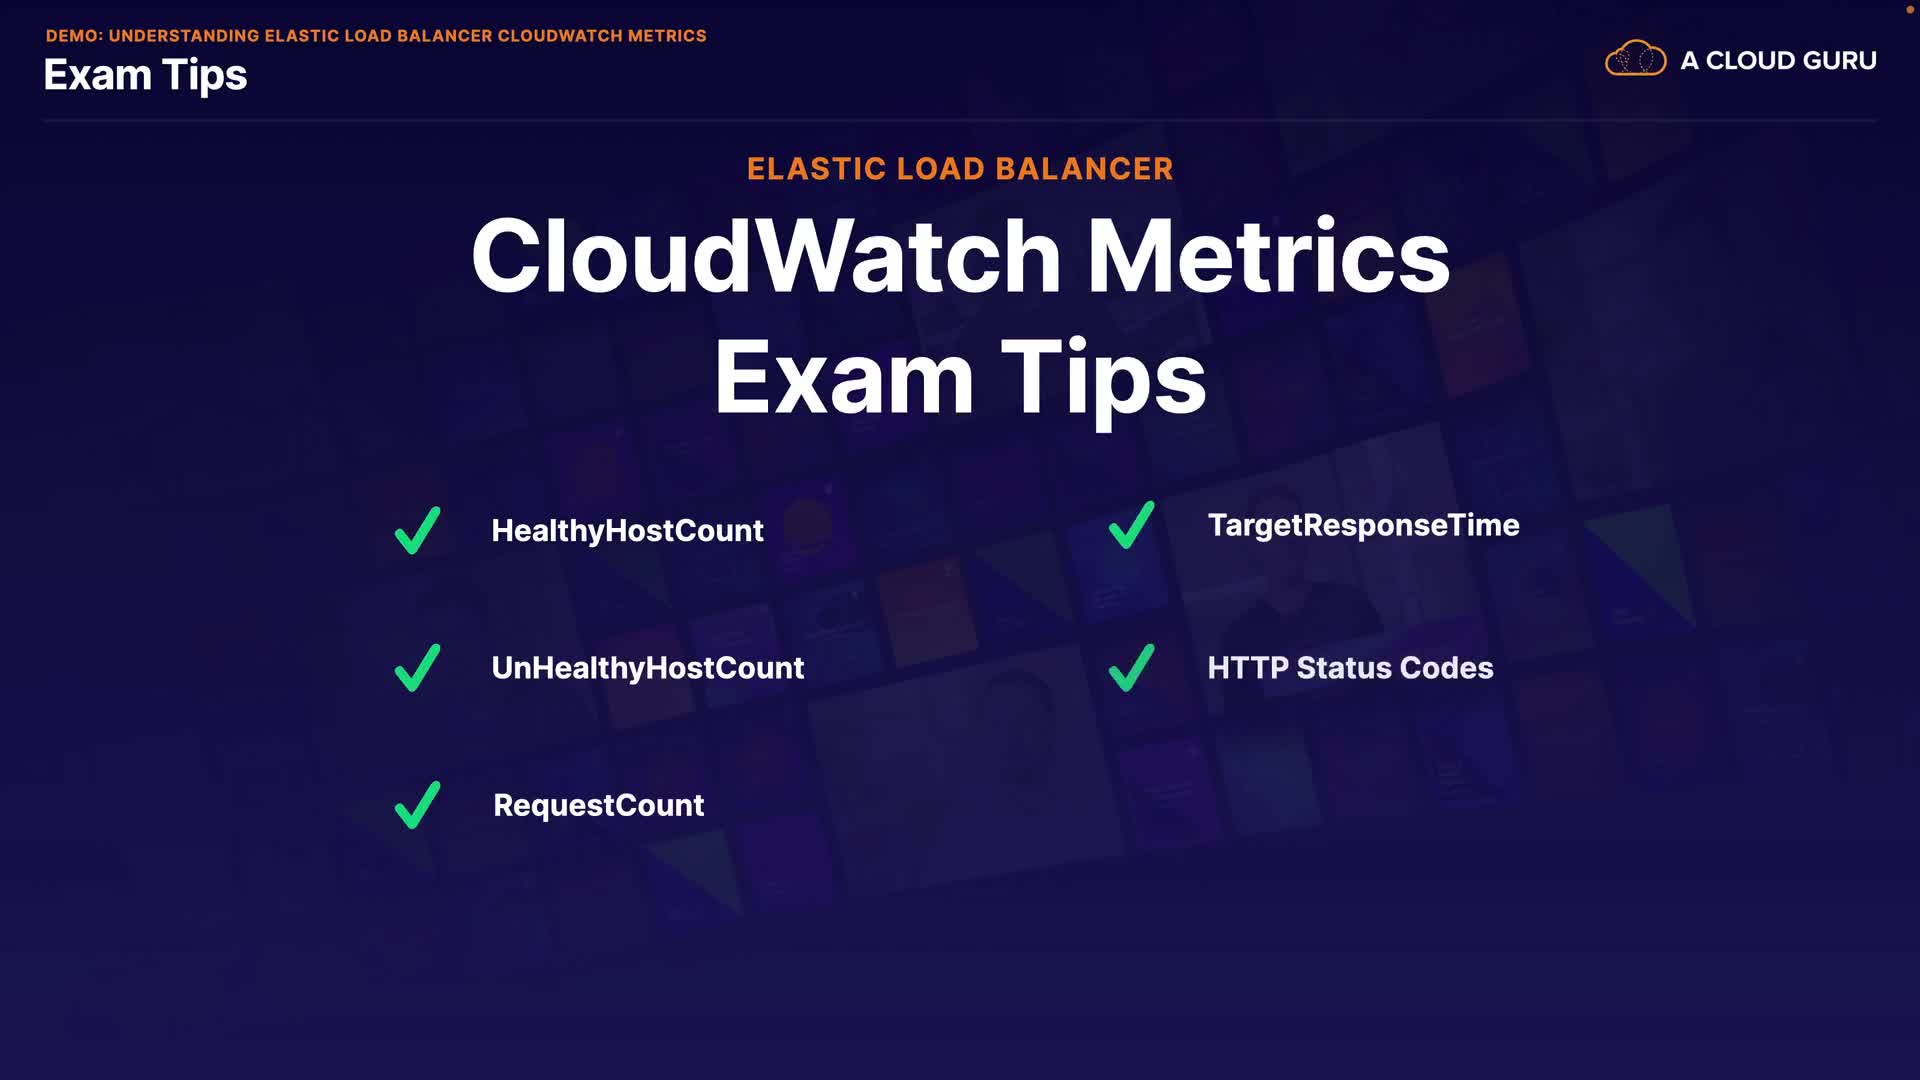 DEMO: UNDERSTANDING ELASTIC LOAD BALANCER CLOUDWATCH METRICS
Exam Tips
A CLOUD GURU
ELASTIC LOAD BALANCER
CloudWatch Metrics
Exam Tips
HealthyHostCount
UnHealthyHostCount
RequestCount
TargetResponseTime
HTTP Status Codes